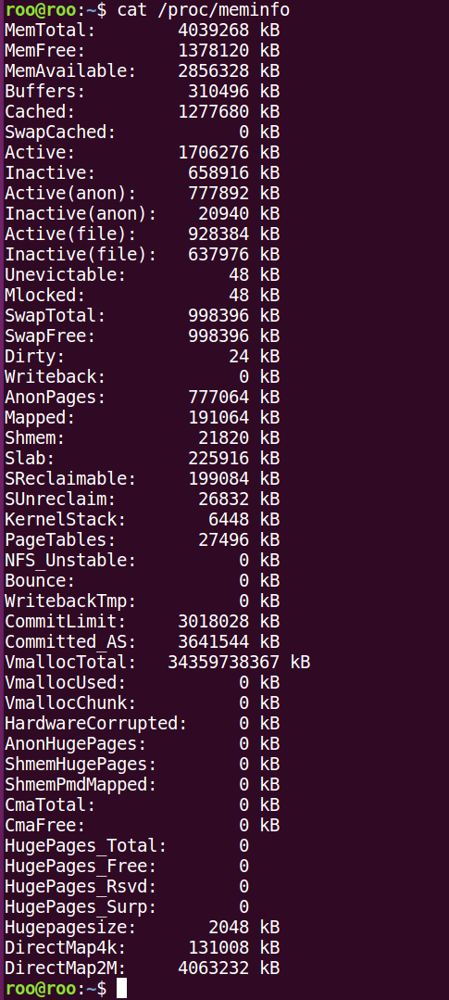 roo@roo:~$ cat /proc/meminfo
MemTotal:        4039268 kB
MemFree:         1378120 kB
MemAvailable:    2856328 kB
Buffers:          310496 kB
Cached:          1277680 kB
SwapCached:            0 kB
Active:          1706276 kB
Inactive:         658916 kB
Active(anon):     777892 kB
Inactive(anon):    20940 kB
Active(file):     928384 kB
Inactive(file):   637976 kB
Unevictable:          48 kB
Mlocked:              48 kB
SwapTotal:        998396 kB
SwapFree:         998396 kB
Dirty:                24 kB
Writeback:             0 kB
AnonPages:        777064 kB
Mapped:           191064 kB
Shmem:             21820 kB
Slab:             225916 kB
SReclaimable:     199084 kB
SUnreclaim:        26832 kB
KernelStack:        6448 kB
PageTables:        27496 kB
NFS_Unstable:          0 kB
Bounce:                0 kB
WritebackTmp:          0 kB
CommitLimit:     3018028 kB
Committed_AS:    3641544 kB
VmallocTotal:   34359738367 kB
VmallocUsed:           0 kB
VmallocChunk:          0 kB
HardwareCorrupted:     0 kB
AnonHugePages:         0 kB
ShmemHugePages:        0 kB
ShmemPmdMapped:        0 kB
CmaTotal:              0 kB
CmaFree:               0 kB
HugePages_Total:       0
HugePages_Free:        0
HugePages_Rsvd:        0
HugePages_Surp:        0
Hugepagesize:       2048 kB
DirectMap4k:      131008 kB
DirectMap2M:     4063232 kB
roo@roo:~$